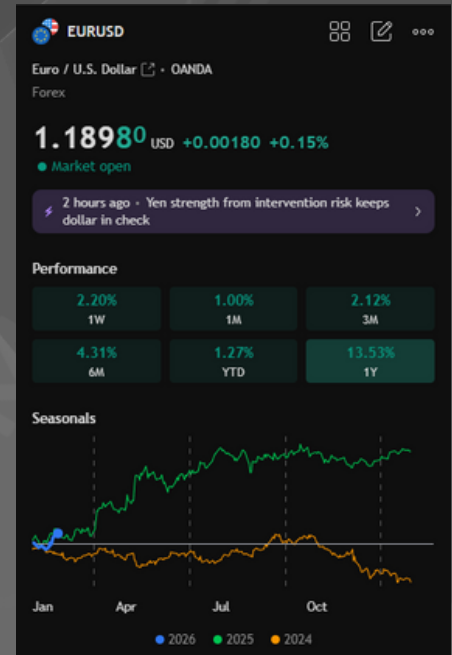 EURUSD
Euro / U.S. Dollar • OANDA
Forex
1.18980 USD +0.00180 +0.15%
Market open
2 hours ago • Yen strength from intervention risk keeps
dollar in check
Performance
2.20% 1.00% 2.12%
1W 1M 3M
4.31% 1.27% 13.53%
6M YTD 1Y
Seasonals
Jan Apr Jul Oct
2026 2025 2024